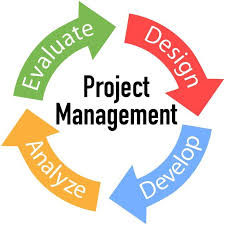 Project
Management
Evaluate
Design
Develop
Analyze